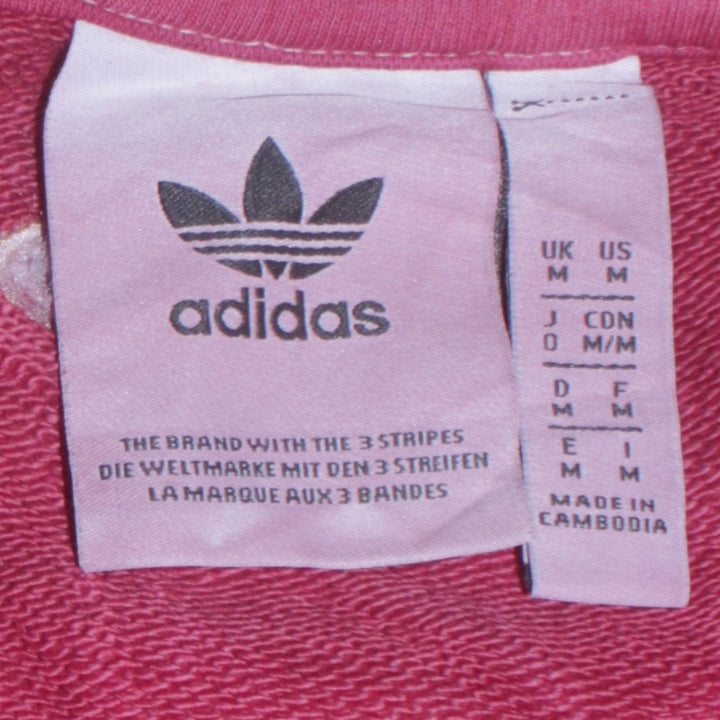 adidas
THE BRAND WITH THE 3 STRIPES
DIE WELTMARKE MIT DEN 3 STREIFEN
LA MARQUE AUX 3 BANDES
UK US
M M
J CDN
O M/M
D F
M M
E I
M M
MADE IN
CAMBODIA